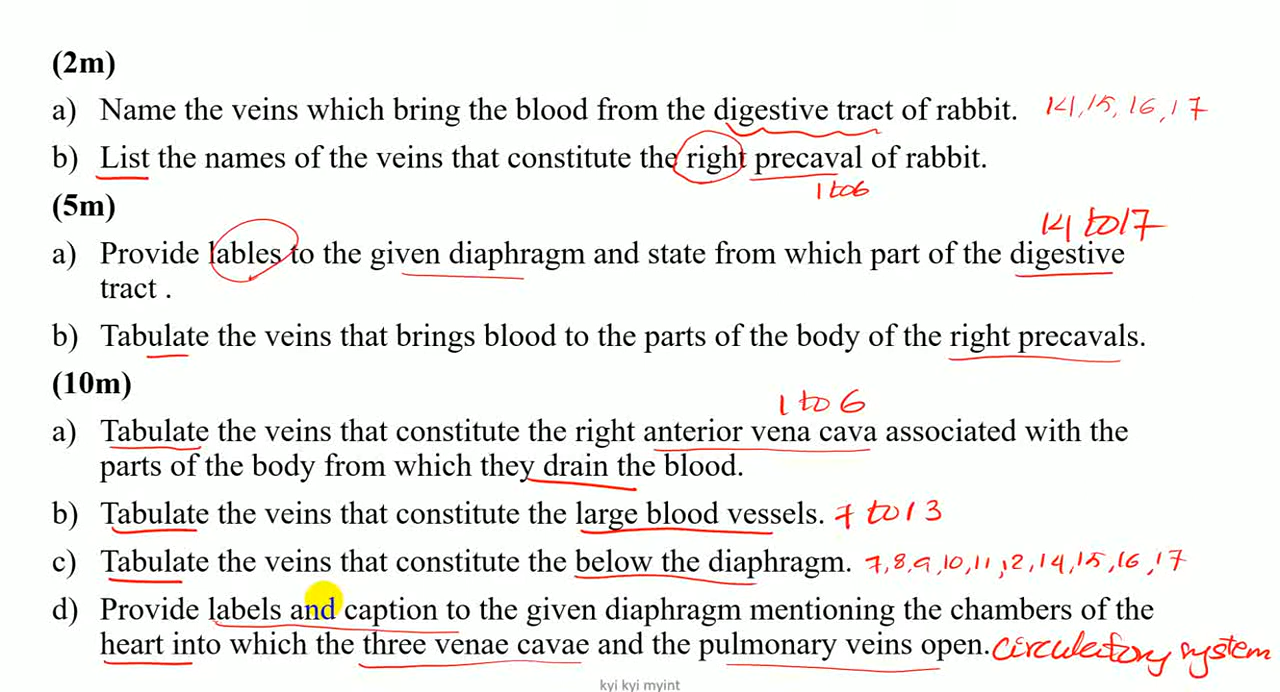 (2m)
a) Name the veins which bring the blood from the digestive tract of rabbit. 14,15,16,17
b) List the names of the veins that constitute the right precaval of rabbit.
1 to 6
(5m)
14 to 17
a) Provide lables to the given diaphragm and state from which part of the digestive
tract .
b) Tabulate the veins that brings blood to the parts of the body of the right precavals.
(10m)
1 to 6
a) Tabulate the veins that constitute the right anterior vena cava associated with the
parts of the body from which they drain the blood.
b) Tabulate the veins that constitute the large blood vessels. 7 to 13
c) Tabulate the veins that constitute the below the diaphragm. 7,8,9,10,11,12,14,15,16,17
d) Provide labels and caption to the given diaphragm mentioning the chambers of the
heart into which the three venae cavae and the pulmonary veins open. circulatory system
kyi kyi myint